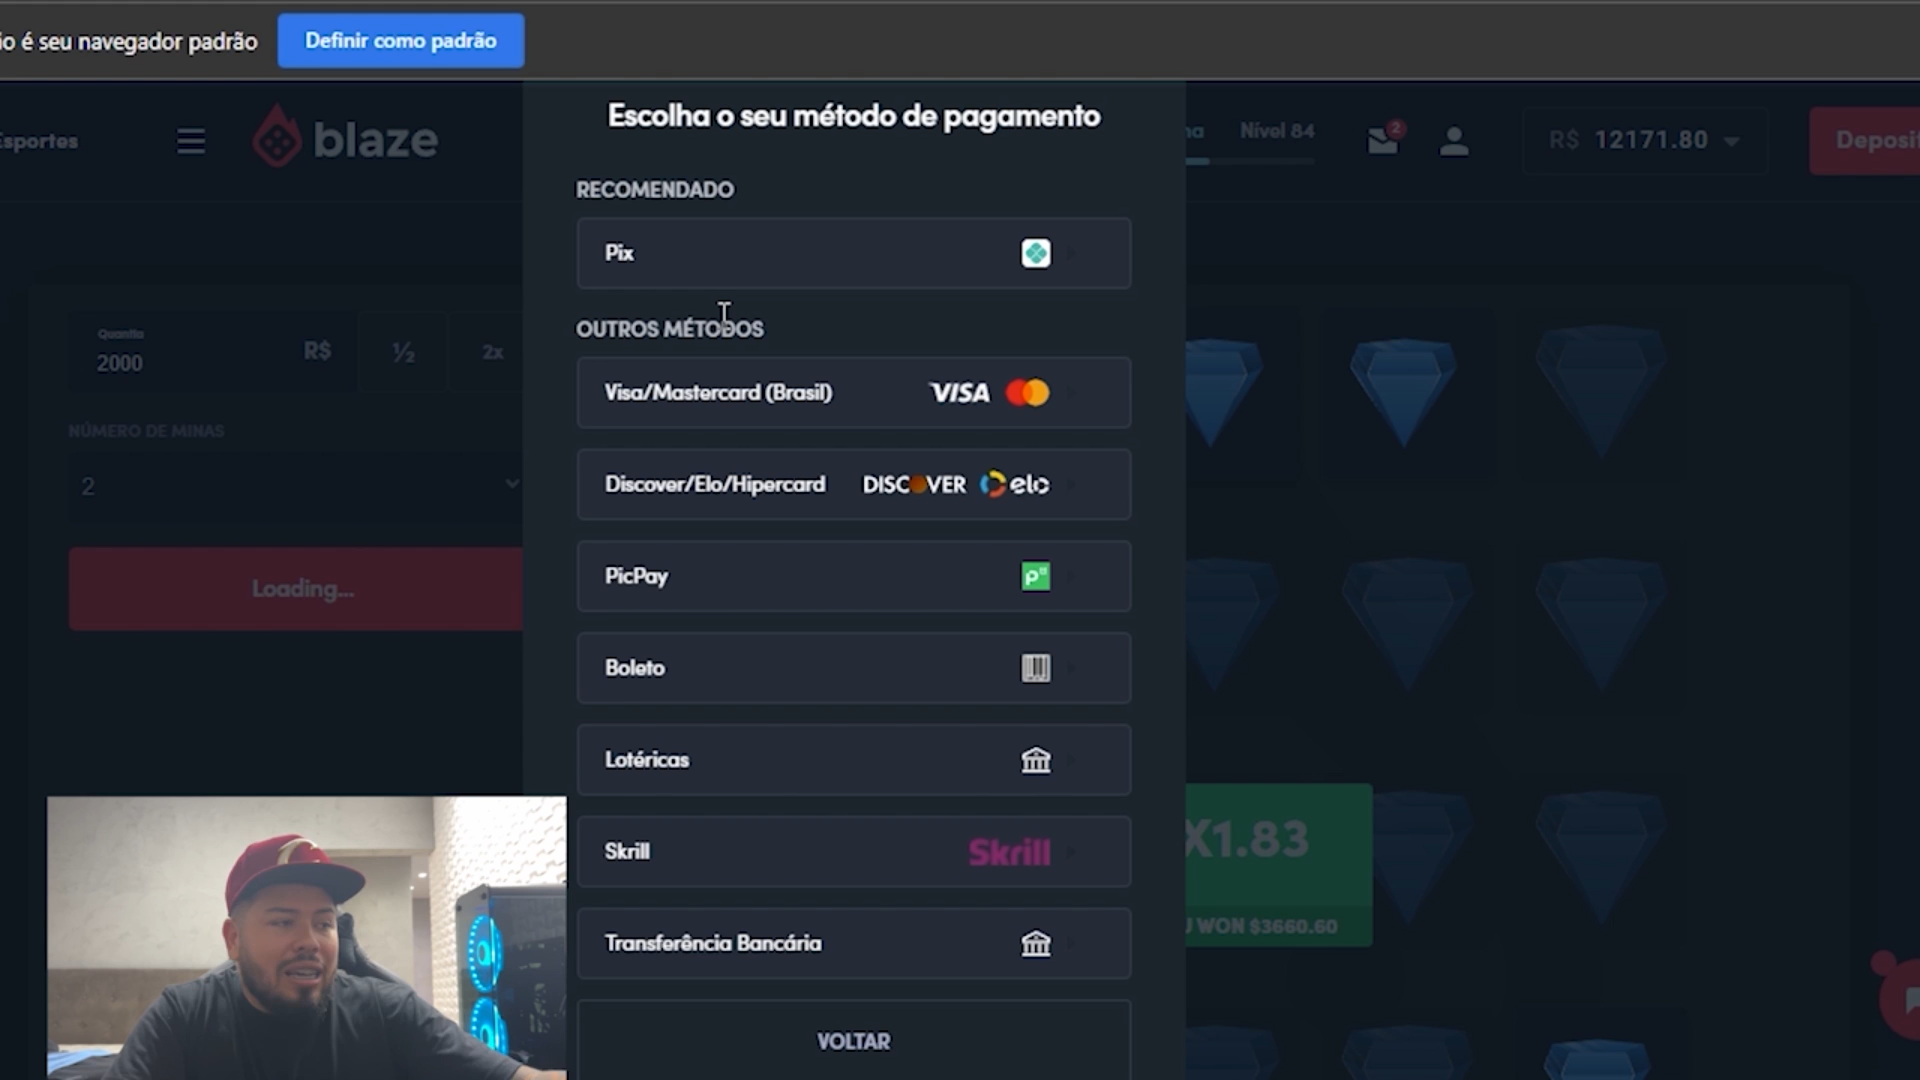 o é seu navegador padrão
Definir como padrão
Esportes
blaze
Escolha o seu método de pagamento
Nível 84
2
R$ 12171.80
RECOMENDADO
Pix
OUTROS MÉTODOS
Quantia
2000
R$
½
2x
NÚMERO DE MINAS
2
Loading...
Visa/Mastercard (Brasil)
VISA
Discover/Elo/Hipercard
DISCOVER
elo
PicPay
Boleto
Lotéricas
Skrill
Skrill
Transferência Bancária
VOLTAR
X1.83
WON $3660.60